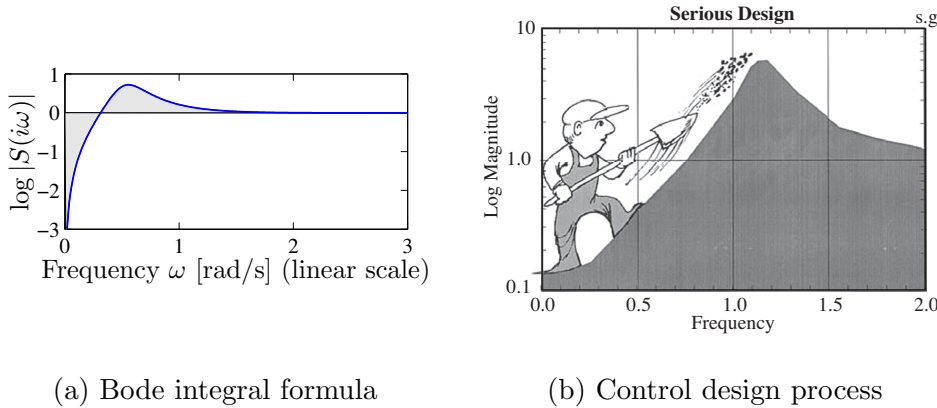 Serious Design
s.g
log |S(iω)|
1
0
−1
−2
−3
0
1
2
3
Frequency ω [rad/s] (linear scale)
(a) Bode integral formula
Log Magnitude
10
1.0
0.1
0.0
0.5
1.0
1.5
2.0
Frequency
(b) Control design process